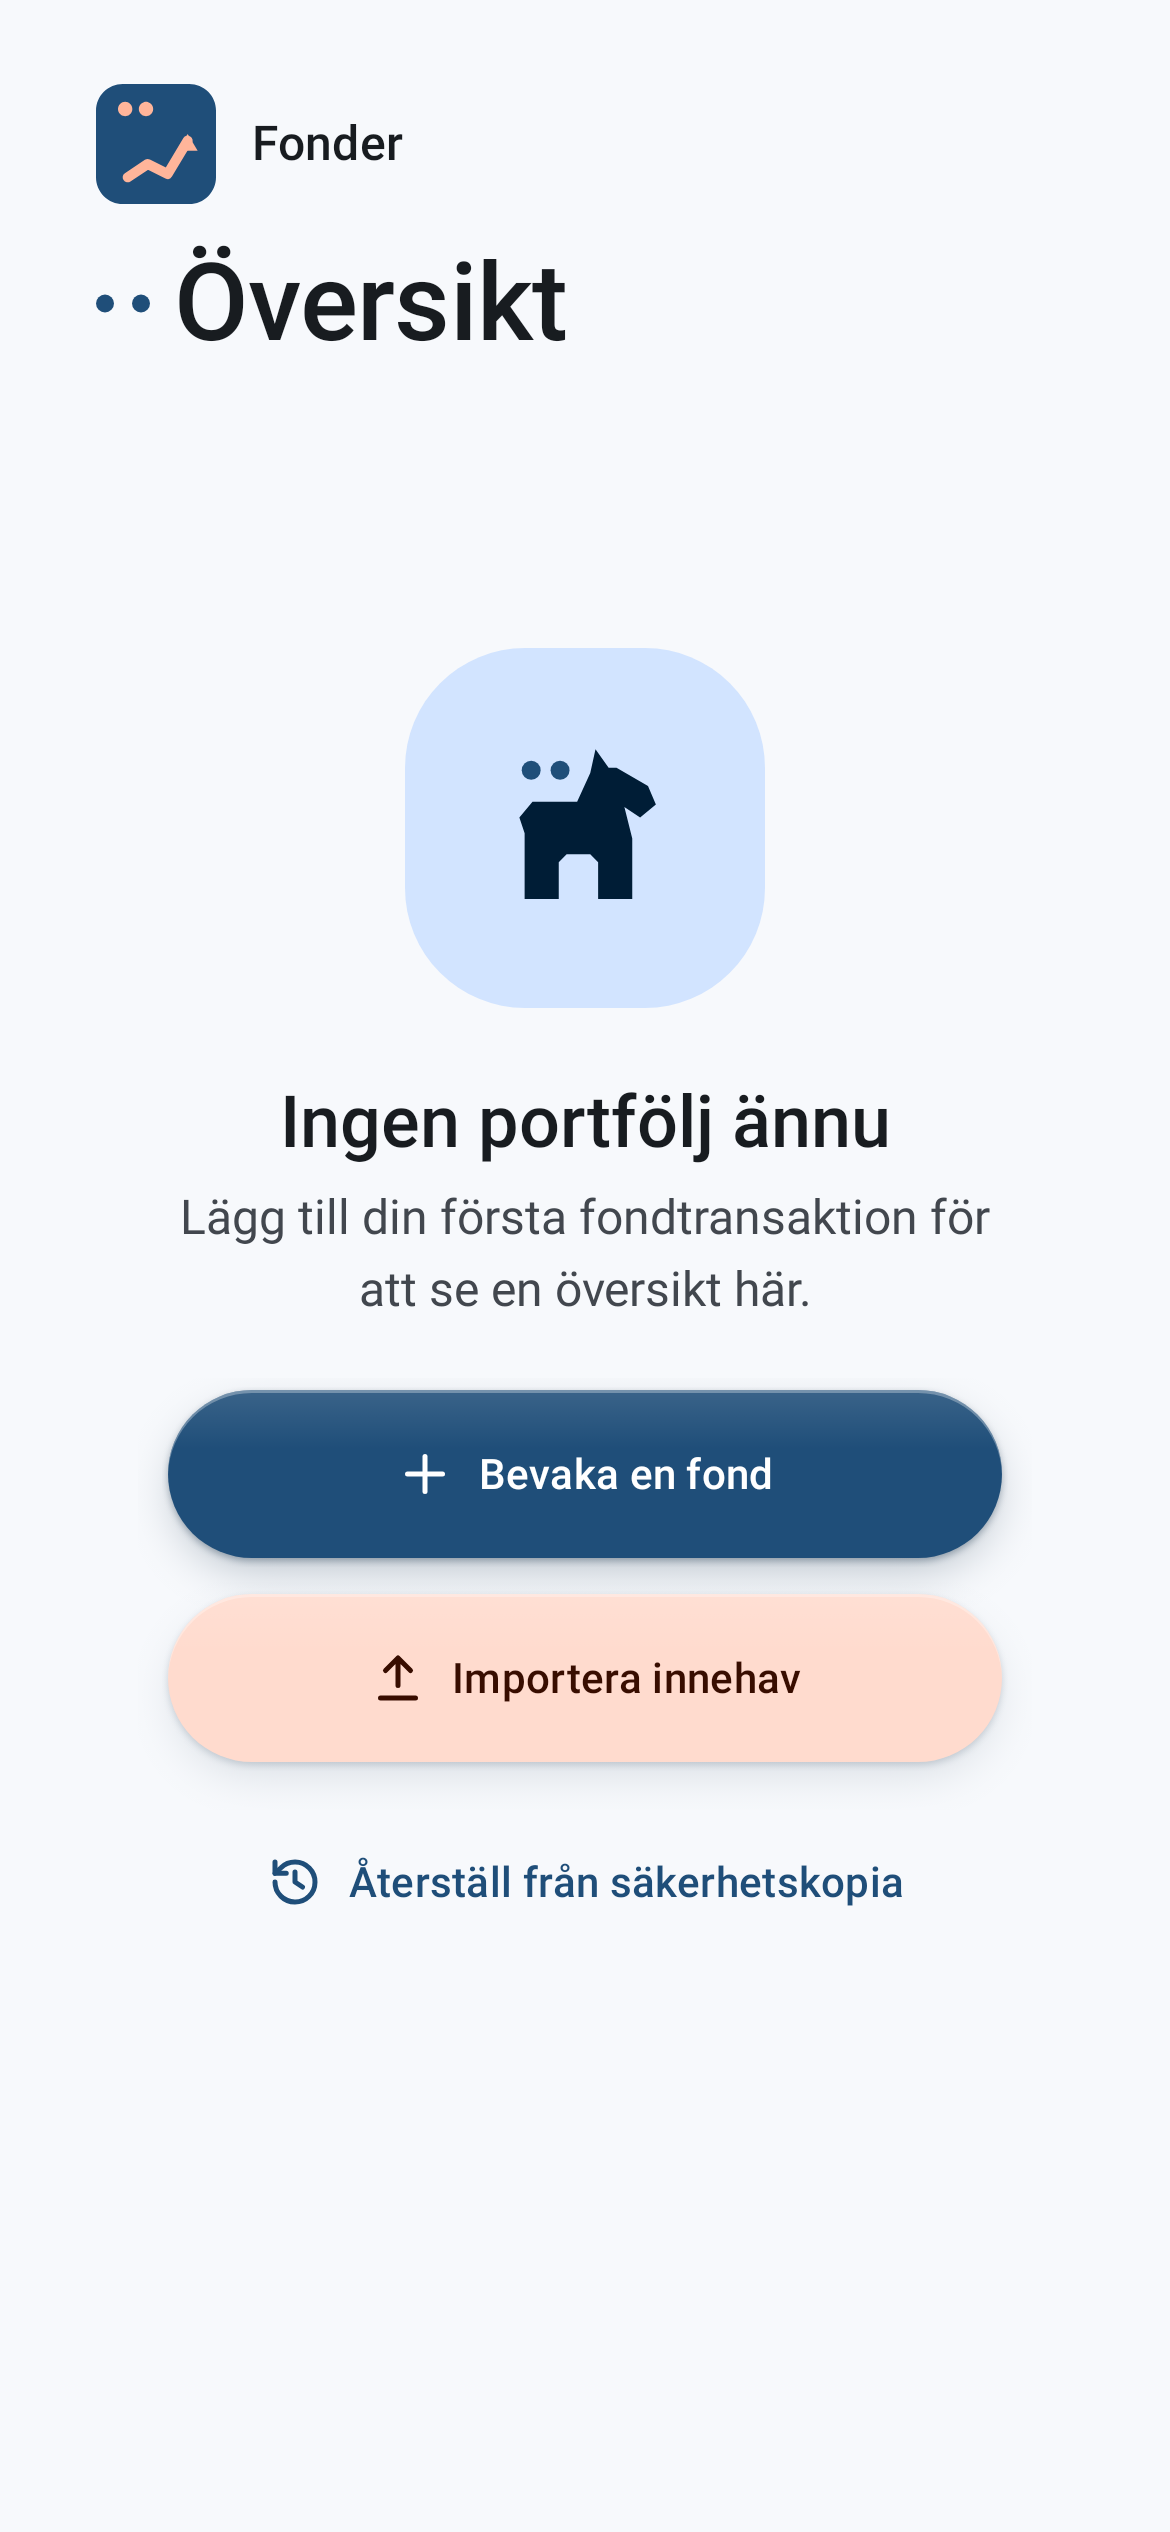 Fonder
Översikt
Ingen portfölj ännu
Lägg till din första fondtransaktion för
att se en översikt här.
Bevaka en fond
Importera innehav
Återställ från säkerhetskopia